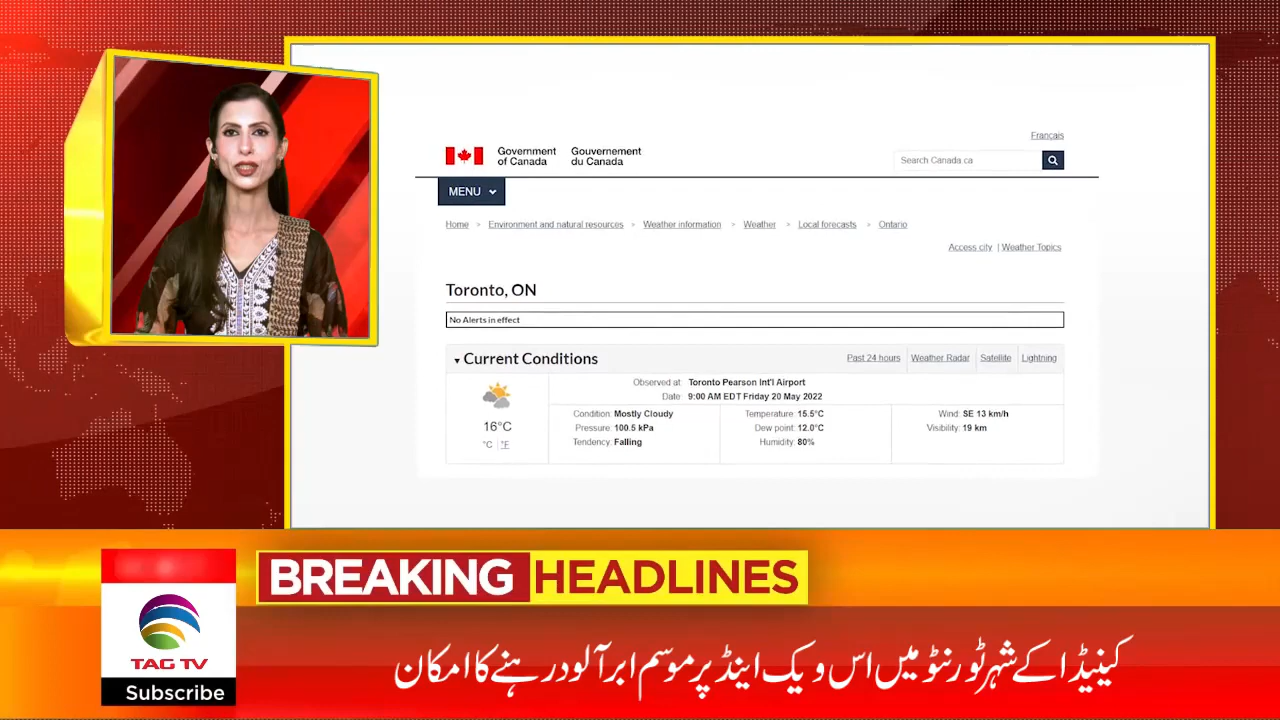 Français
Government of Canada
Gouvernement du Canada
Search Canada ca
MENU
Home > Environment and natural resources > Weather information > Weather > Local forecasts > Ontario
Access city | Weather Topics
Toronto, ON
No Alerts in effect
Current Conditions
Past 24 hours Weather Radar Satellite Lightning
Observed at: Toronto Pearson Int'l Airport
Date: 9:00 AM EDT Friday 20 May 2022
16°C
°C °F
Condition: Mostly Cloudy
Pressure: 100.5 kPa
Tendency: Falling
Temperature: 15.5°C
Dew point: 12.0°C
Humidity: 80%
Wind: SE 13 km/h
Visibility: 19 km
BREAKING HEADLINES
TAG TV
Subscribe
کینیڈا کے شہر ٹورنٹو میں اس ویک اینڈ پر موسم ابر آلود رہنے کا امکان